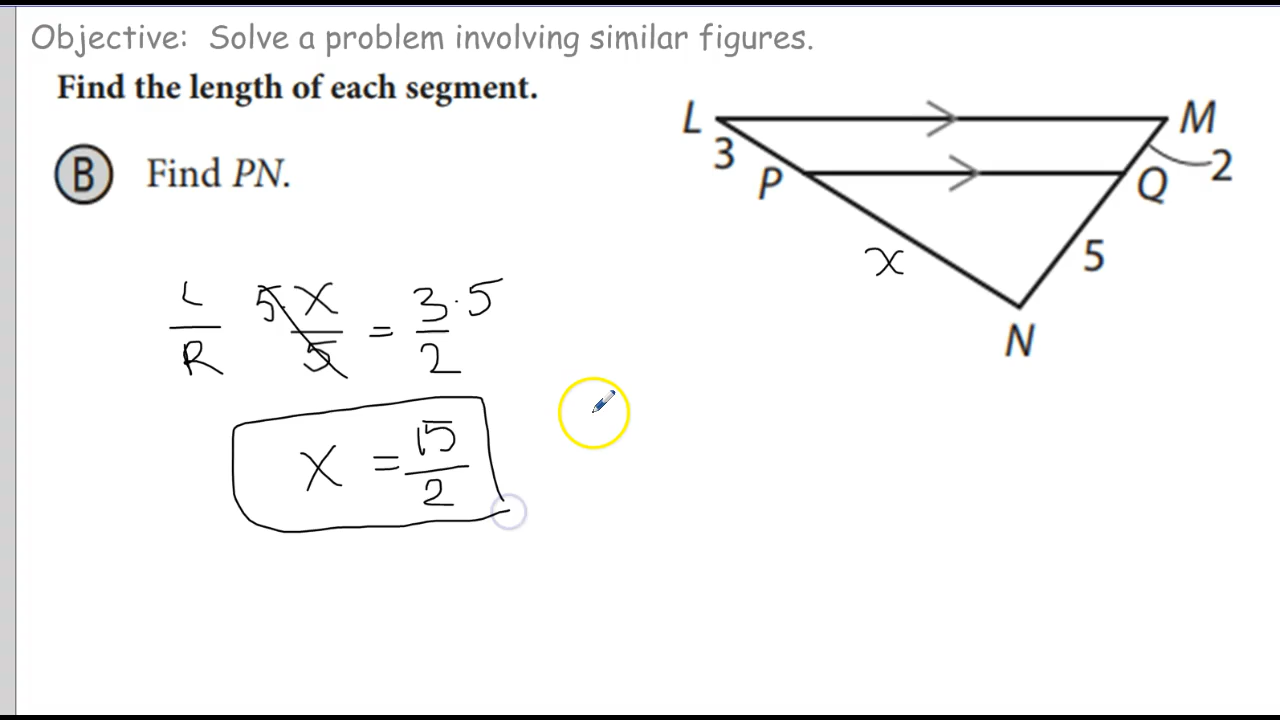 Objective: Solve a problem involving similar figures.
Find the length of each segment.
B Find PN.
L M
3 2
P Q
x 5
N
L/R 5·x/5 = 3·5/2
x = 15/2